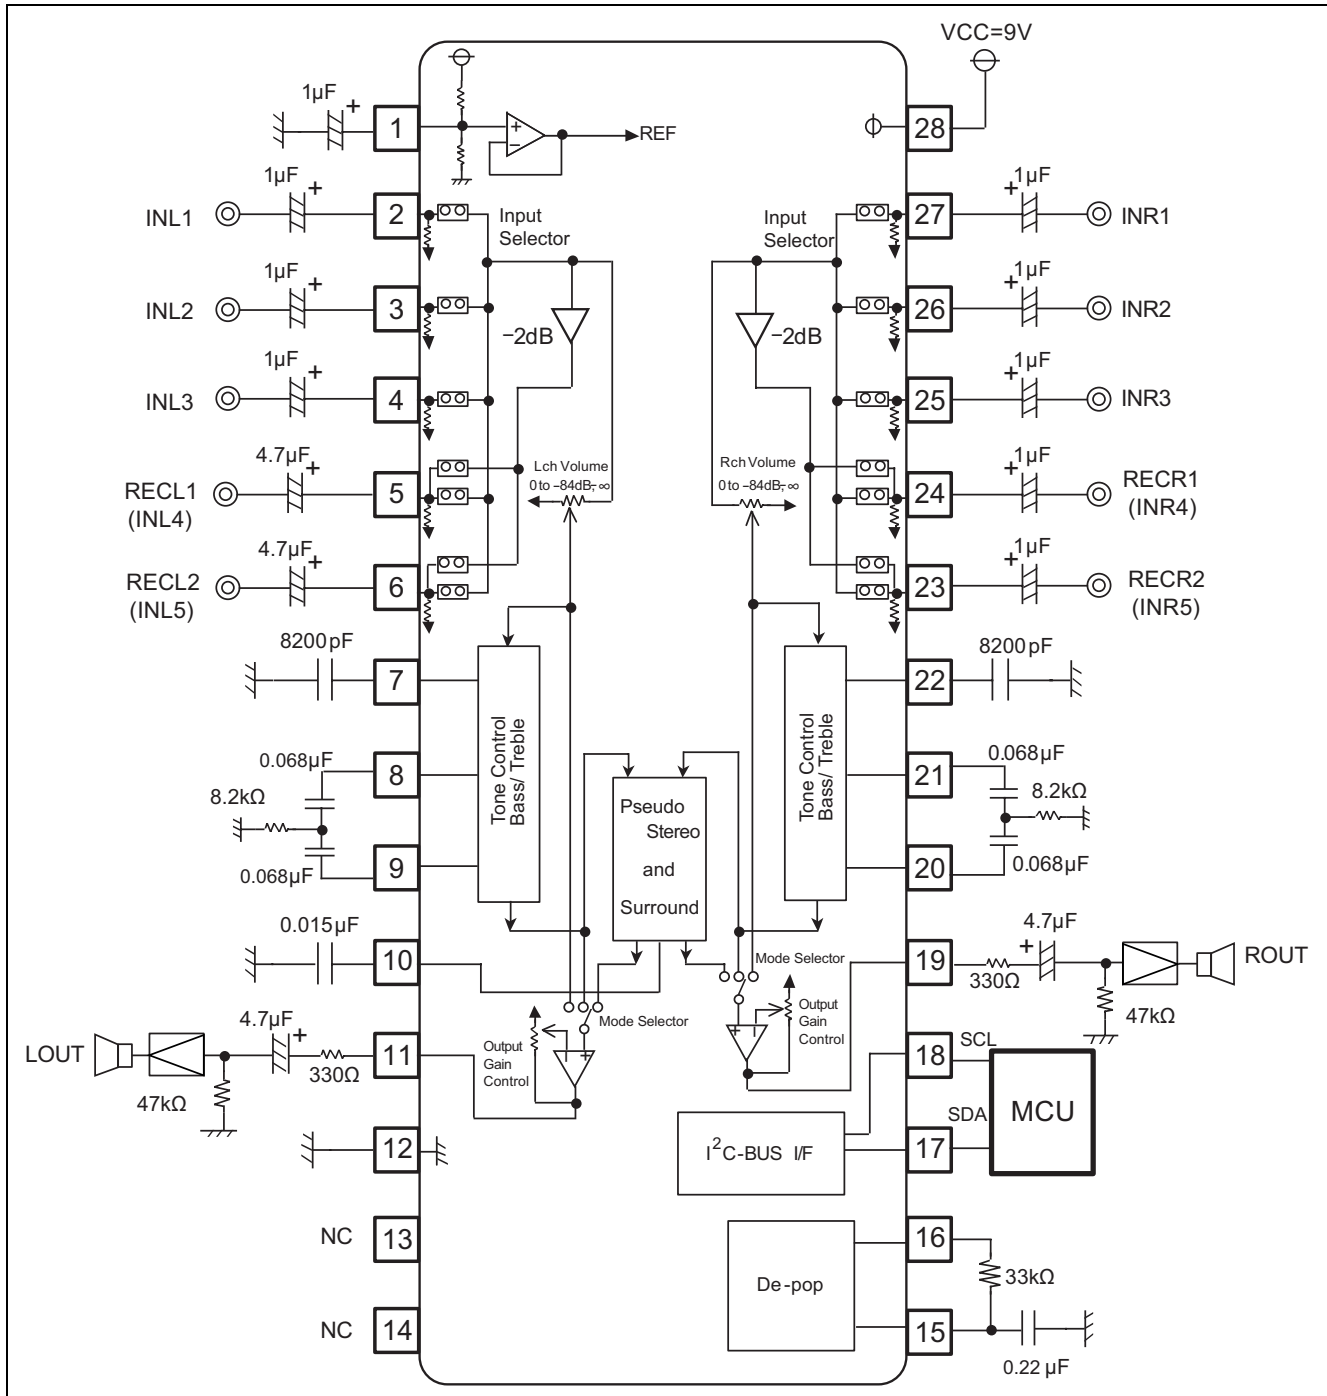 VCC=9V
1µF
+
1
+
−
REF
28
1µF
+
INL1
2
Input
Selector
Input
Selector
27
+
1µF
INR1
1µF
+
INL2
3
−2dB
−2dB
26
+
1µF
INR2
1µF
+
INL3
4
25
+
1µF
INR3
4.7µF
+
RECL1
(INL4)
5
Lch Volume
0 to −84dB,−∞
Rch Volume
0 to −84dB,−∞
24
+
1µF
RECR1
(INR4)
4.7µF
+
RECL2
(INL5)
6
23
+
1µF
RECR2
(INR5)
8200pF
7
22
8200pF
Tone Control
Bass/ Treble
Tone Control
Bass/ Treble
0.068µF
8
8.2kΩ
9
0.068µF
Pseudo
Stereo
and
Surround
21
0.068µF
8.2kΩ
20
0.068µF
0.015µF
10
19
4.7µF
+
330Ω
47kΩ
ROUT
Mode Selector
Output
Gain
Control
+
−
Mode Selector
Output
Gain
Control
−
+
LOUT
4.7µF
+
47kΩ
330Ω
11
18
SCL
MCU
SDA
17
I2C-BUS I/F
12
NC
13
16
33kΩ
De-pop
NC
14
15
0.22 µF